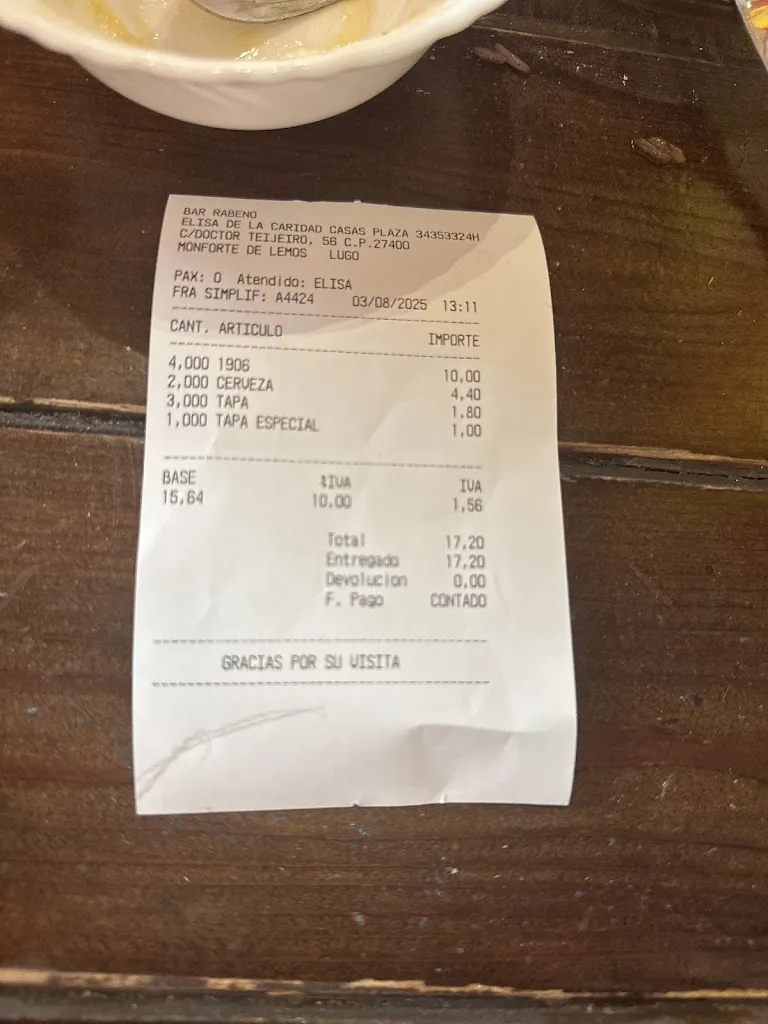 BAR RABENO
ELISA DE LA CARIDAD CASAS PLAZA 34353324H
C/DOCTOR TEIJEIRO, 56 C.P.27400
MONFORTE DE LEMOS LUGO
PAX: 0 Atendido: ELISA
FRA SIMPLIF: A4424 03/08/2025 13:11
CANT. ARTICULO IMPORTE
4,000 1906 10,00
2,000 CERVEZA 4,40
3,000 TAPA 1,80
1,000 TAPA ESPECIAL 1,00
BASE %IVA IVA
15,64 10,00 1,56
Total 17,20
Entregado 17,20
Devolucion 0,00
F. Pago CONTADO
GRACIAS POR SU VISITA